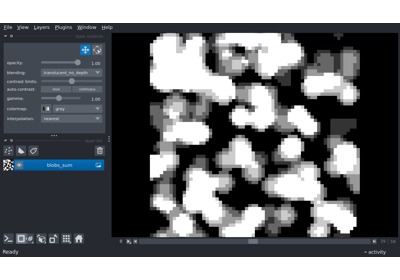 File View Layers Plugins Window Help
opacity: 1.00
blending: translucent_no_depth
contrast limits:
auto-contrast: once continuous
gamma: 1.00
colormap: gray
interpolation: nearest
blobs_sum
Ready
activity